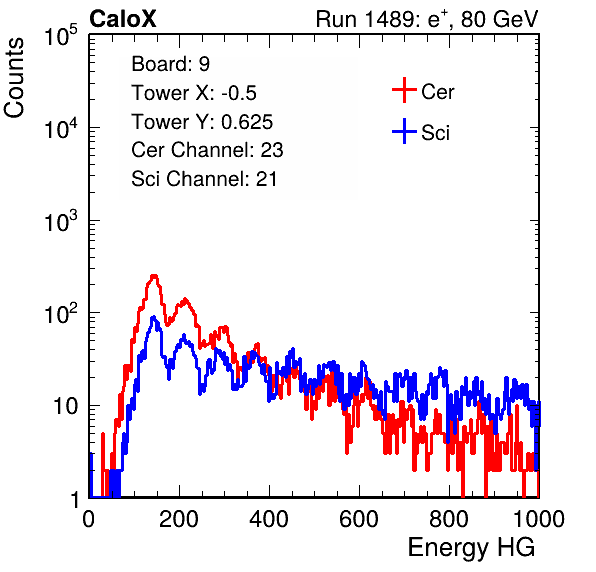 CaloX Run 1489: e⁺, 80 GeV
Counts
10⁵
10⁴
10³
10²
10
1
Board: 9
Tower X: -0.5
Tower Y: 0.625
Cer Channel: 23
Sci Channel: 21
Cer
Sci
0 200 400 600 800 1000
Energy HG